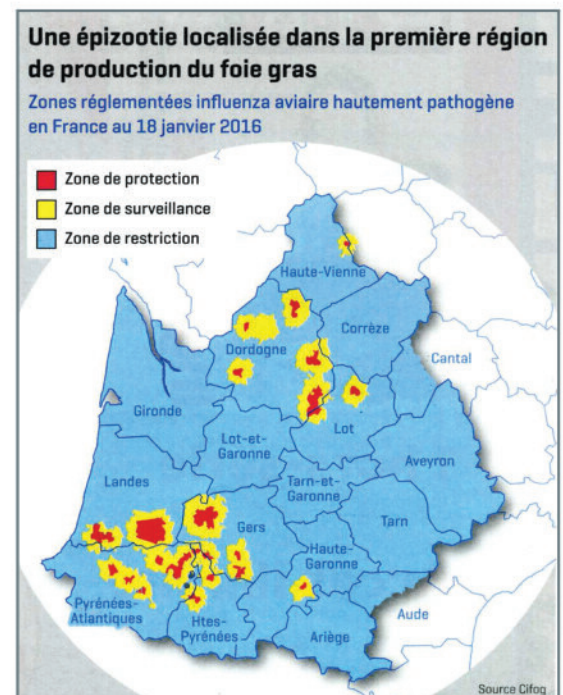 Une épizootie localisée dans la première région
de production du foie gras
Zones réglementées influenza aviaire hautement pathogène
en France au 18 janvier 2016
Zone de protection
Zone de surveillance
Zone de restriction
Haute-Vienne
Corrèze
Dordogne
Cantal
Gironde
Lot
Lot-et-
Garonne
Aveyron
Landes
Tarn-et-
Garonne
Gers
Tarn
Haute-
Garonne
Pyrénées-
Atlantiques
Htes-
Pyrénées
Ariège
Aude
Source Cifog